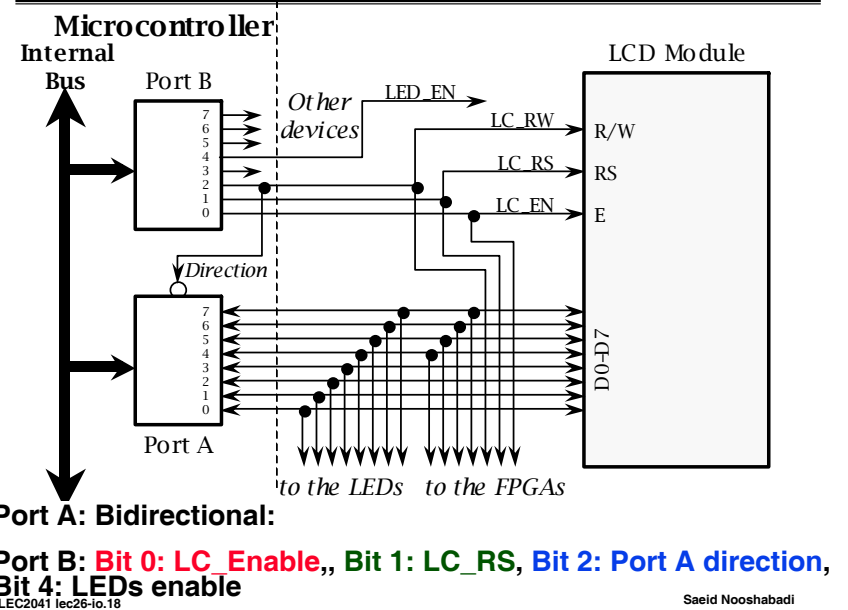 Microcontroller
Internal
Bus
Port B
LCD Module
7
6
5
4
3
2
1
0
Other
devices
LED_EN
LC_RW
R/W
LC_RS
RS
LC_EN
E
Direction
7
6
5
4
3
2
1
0
D0-D7
Port A
to the LEDs
to the FPGAs
Port A: Bidirectional:
Port B: Bit 0: LC_Enable,, Bit 1: LC_RS, Bit 2: Port A direction,
Bit 4: LEDs enable
LEC2041 lec26-io.18
Saeid Nooshabadi